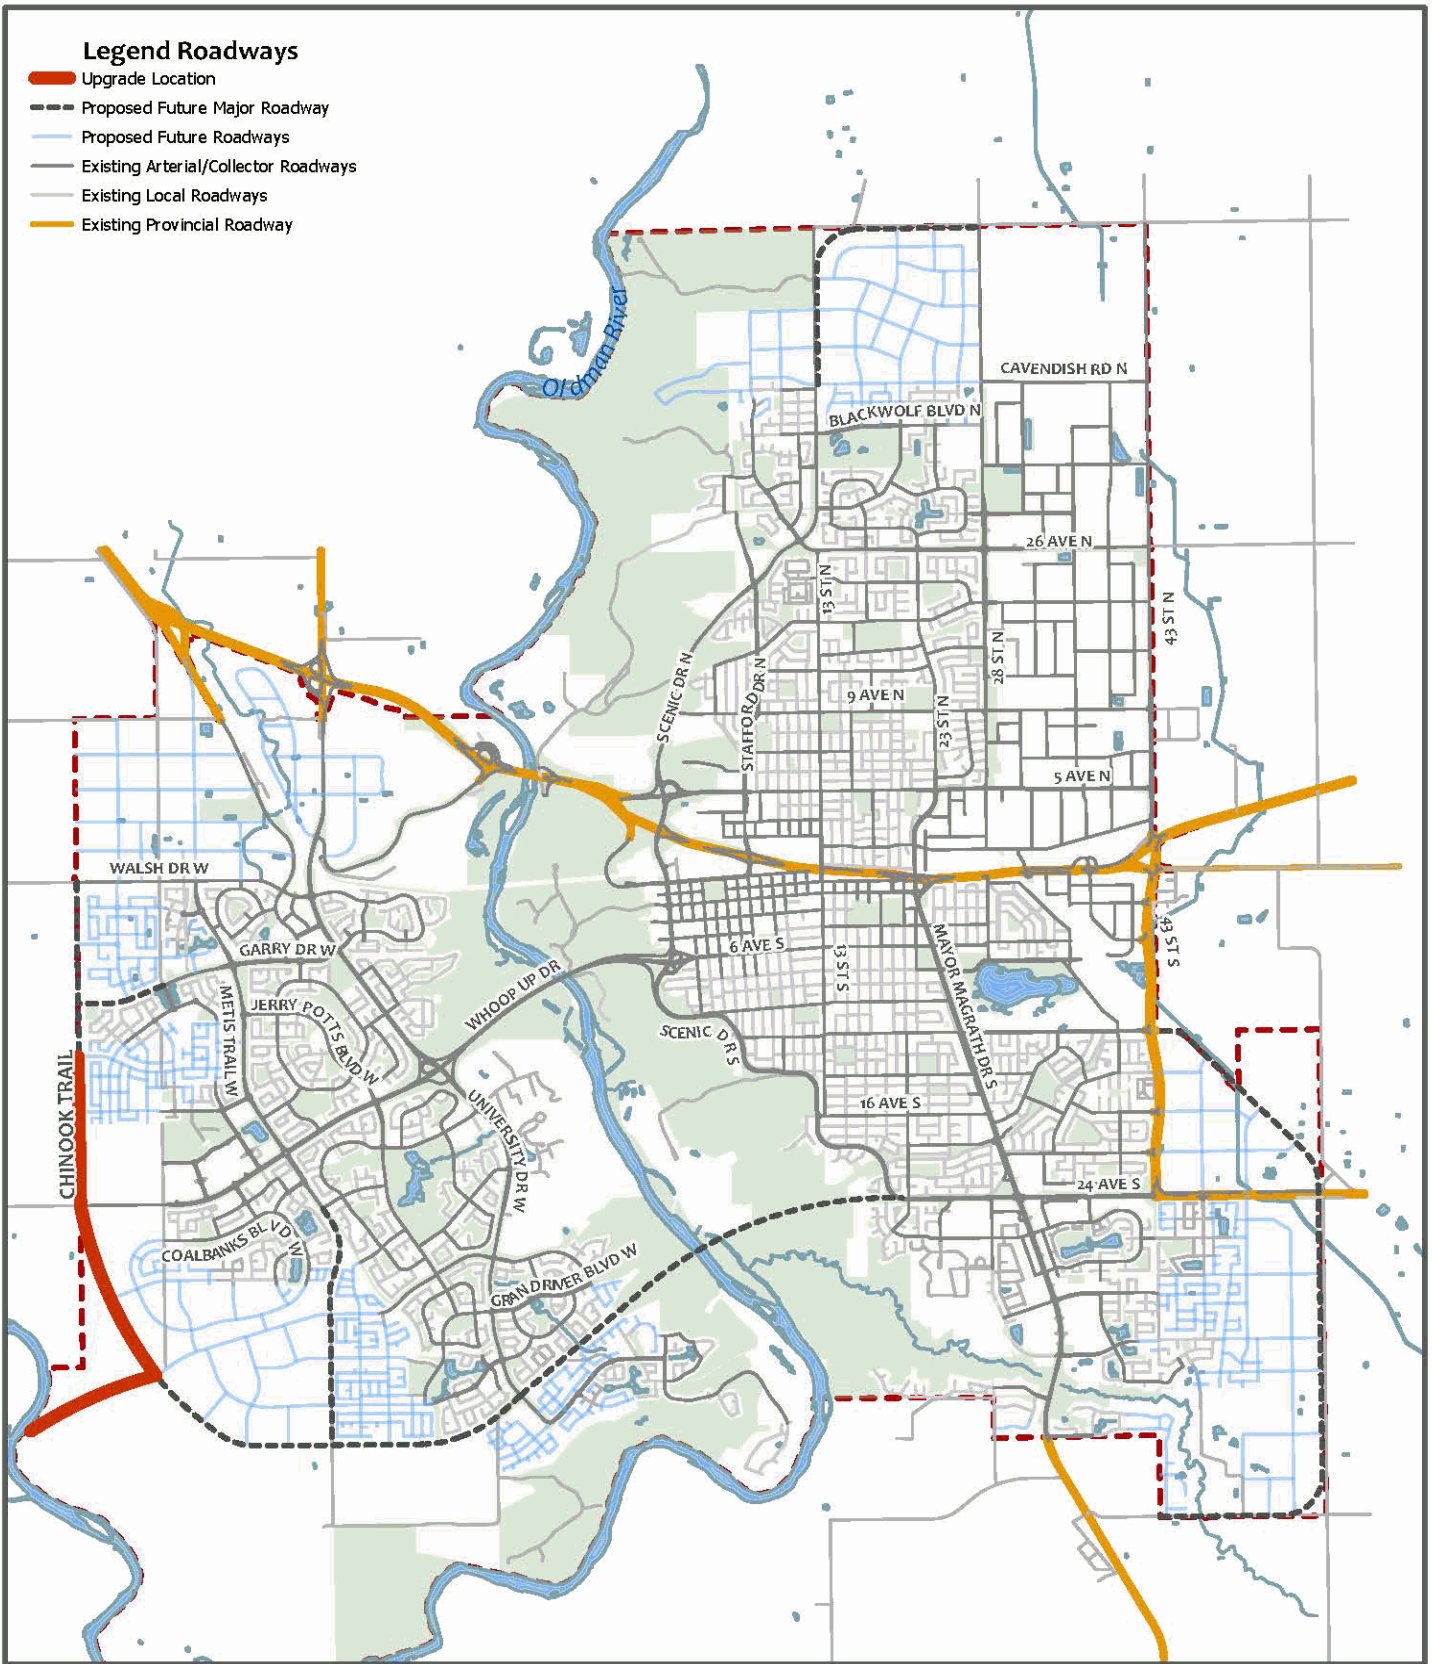 Legend Roadways
Upgrade Location
Proposed Future Major Roadway
Proposed Future Roadways
Existing Arterial/Collector Roadways
Existing Local Roadways
Existing Provincial Roadway
Oldman River
CAVENDISH RD N
BLACKWOLF BLVD N
26 AVE N
13 ST N
43 ST N
28 ST N
SCENIC DR N
STAFFORD DR N
9 AVE N
23 ST N
5 AVE N
WALSH DR W
GARRY DR W
6 AVE S
13 ST S
MAYOR MAGRATH DR S
43 ST S
WHOOP UP DR
METIS TRAIL W
JERRY POTTS BLVD W
SCENIC DR S
CHINOOK TRAIL
UNIVERSITY DR W
16 AVE S
24 AVE S
COALBANKS BLVD W
GRANDRIVER BLVD W